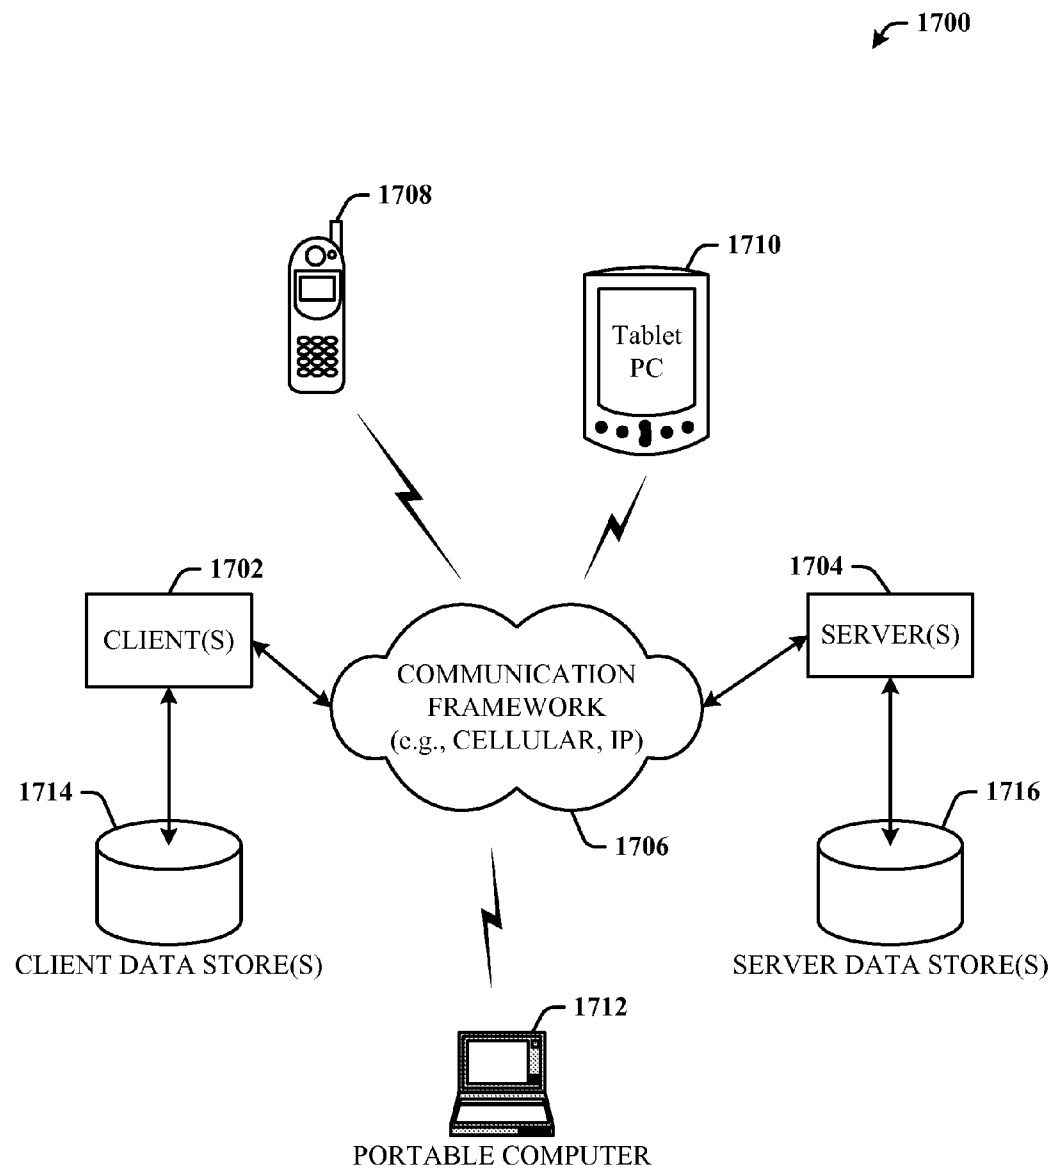 1700
1708
1710
Tablet
PC
1702
1704
CLIENT(S)
SERVER(S)
COMMUNICATION
FRAMEWORK
(e.g., CELLULAR, IP)
1714
1716
1706
CLIENT DATA STORE(S)
SERVER DATA STORE(S)
1712
PORTABLE COMPUTER